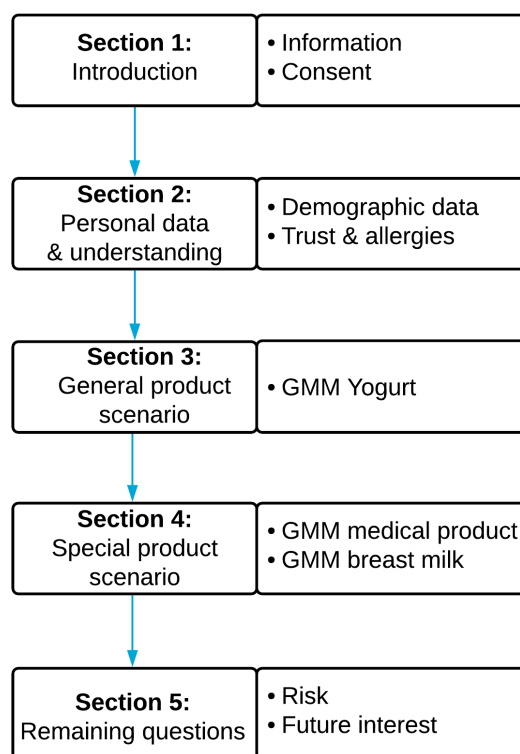 Section 1:
Introduction
• Information
• Consent
Section 2:
Personal data
& understanding
• Demographic data
• Trust & allergies
Section 3:
General product
scenario
• GMM Yogurt
Section 4:
Special product
scenario
• GMM medical product
• GMM breast milk
Section 5:
Remaining questions
• Risk
• Future interest